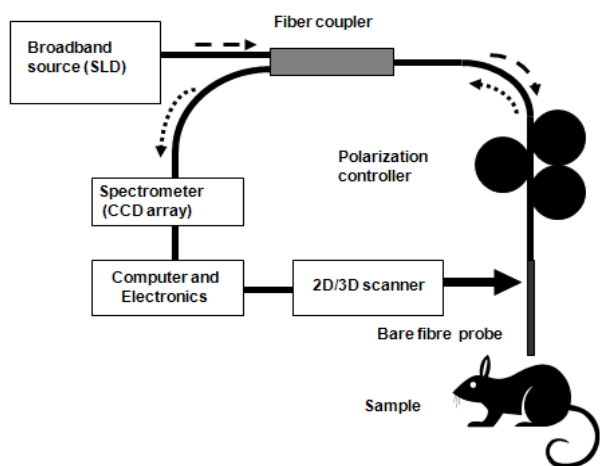 Fiber coupler
Broadband
source (SLD)
Polarization
controller
Spectrometer
(CCD array)
Computer and
Electronics
2D/3D scanner
Bare fibre probe
Sample